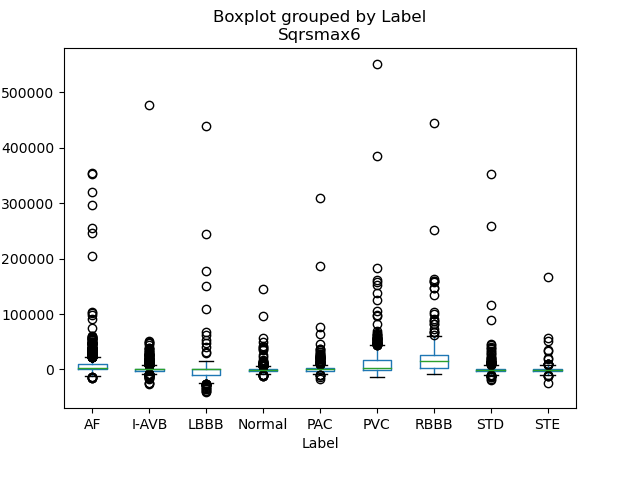 Boxplot grouped by Label
Sqrsmax6
500000
400000
300000
200000
100000
0
AF I-AVB LBBB Normal PAC PVC RBBB STD STE
Label